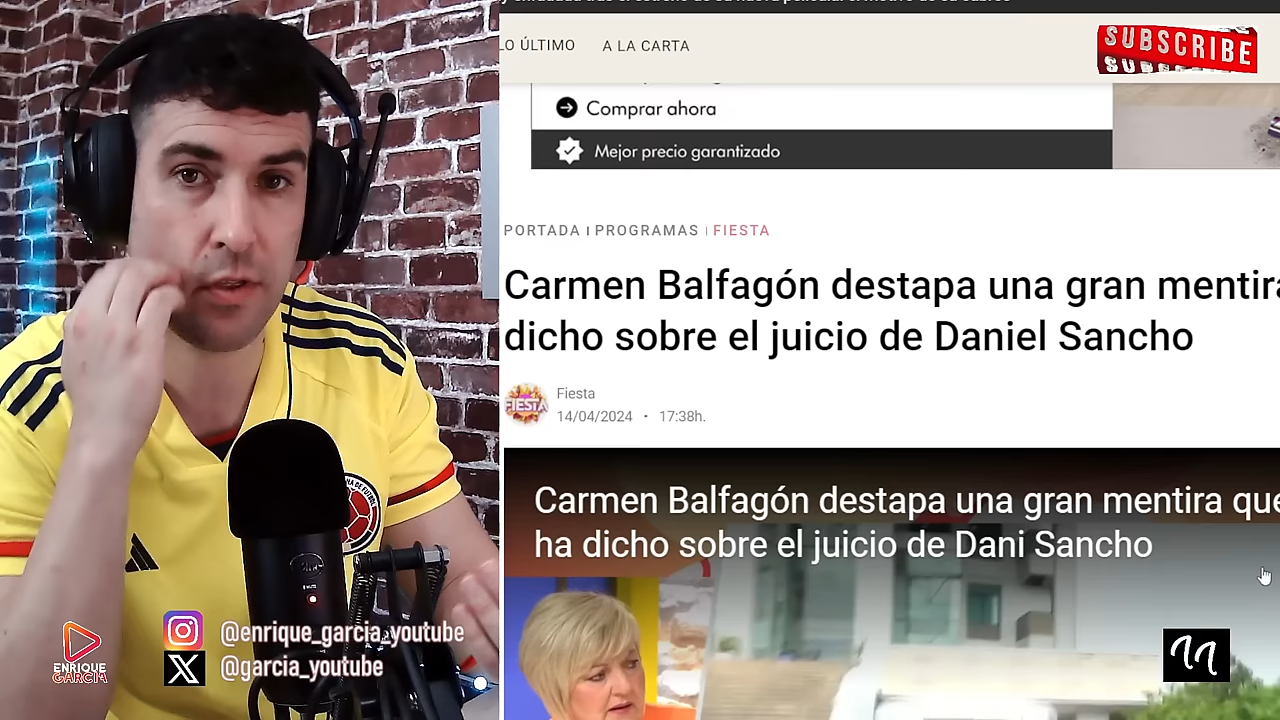 LO ÚLTIMO
A LA CARTA
SUBSCRIBE
Comprar ahora
Mejor precio garantizado
PORTADA | PROGRAMAS | FIESTA
Carmen Balfagón destapa una gran mentira
dicho sobre el juicio de Daniel Sancho
FIESTA
Fiesta
14/04/2024 · 17:38h.
Carmen Balfagón destapa una gran mentira que
ha dicho sobre el juicio de Dani Sancho
ENRIQUE
GARCIA
@enrique_garcia_youtube
@garcia_youtube